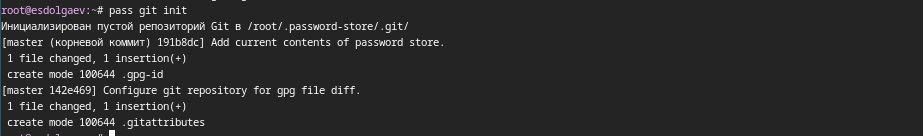 root@esdolgaev:~# pass git init
Инициализирован пустой репозиторий Git в /root/.password-store/.git/
[master (корневой коммит) 191b8dc] Add current contents of password store.
 1 file changed, 1 insertion(+)
 create mode 100644 .gpg-id
[master 142e469] Configure git repository for gpg file diff.
 1 file changed, 1 insertion(+)
 create mode 100644 .gitattributes